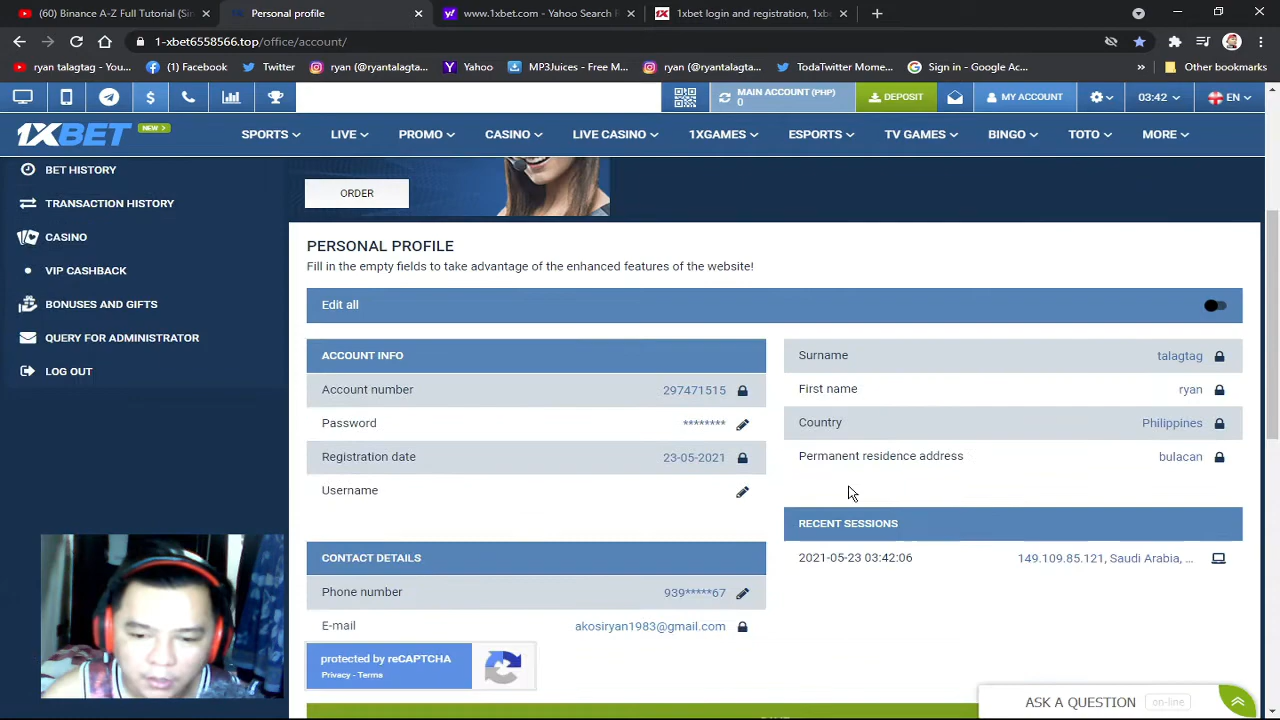 (60) Binance A-Z Full Tutorial (Si
Personal profile
www.1xbet.com - Yahoo Search R
1xbet login and registration, 1xb
1-xbet6558566.top/office/account/
ryan talagtag - You...
(1) Facebook
Twitter
ryan (@ryantalagta...
Yahoo
MP3Juices - Free M...
ryan (@ryantalagta...
TodaTwitter Mome...
Sign in - Google Ac...
Other bookmarks
MAIN ACCOUNT (PHP)
0
DEPOSIT
MY ACCOUNT
03:42
EN
1XBET NEW >
SPORTS
LIVE
PROMO
CASINO
LIVE CASINO
1XGAMES
ESPORTS
TV GAMES
BINGO
TOTO
MORE
BET HISTORY
TRANSACTION HISTORY
CASINO
VIP CASHBACK
BONUSES AND GIFTS
QUERY FOR ADMINISTRATOR
LOG OUT
ORDER
PERSONAL PROFILE
Fill in the empty fields to take advantage of the enhanced features of the website!
Edit all
ACCOUNT INFO
Account number 297471515
Password ********
Registration date 23-05-2021
Username
CONTACT DETAILS
Phone number 939*****67
E-mail akosiryan1983@gmail.com
protected by reCAPTCHA
Privacy - Terms
Surname talagtag
First name ryan
Country Philippines
Permanent residence address bulacan
RECENT SESSIONS
2021-05-23 03:42:06 149.109.85.121, Saudi Arabia, ...
ASK A QUESTION on-line